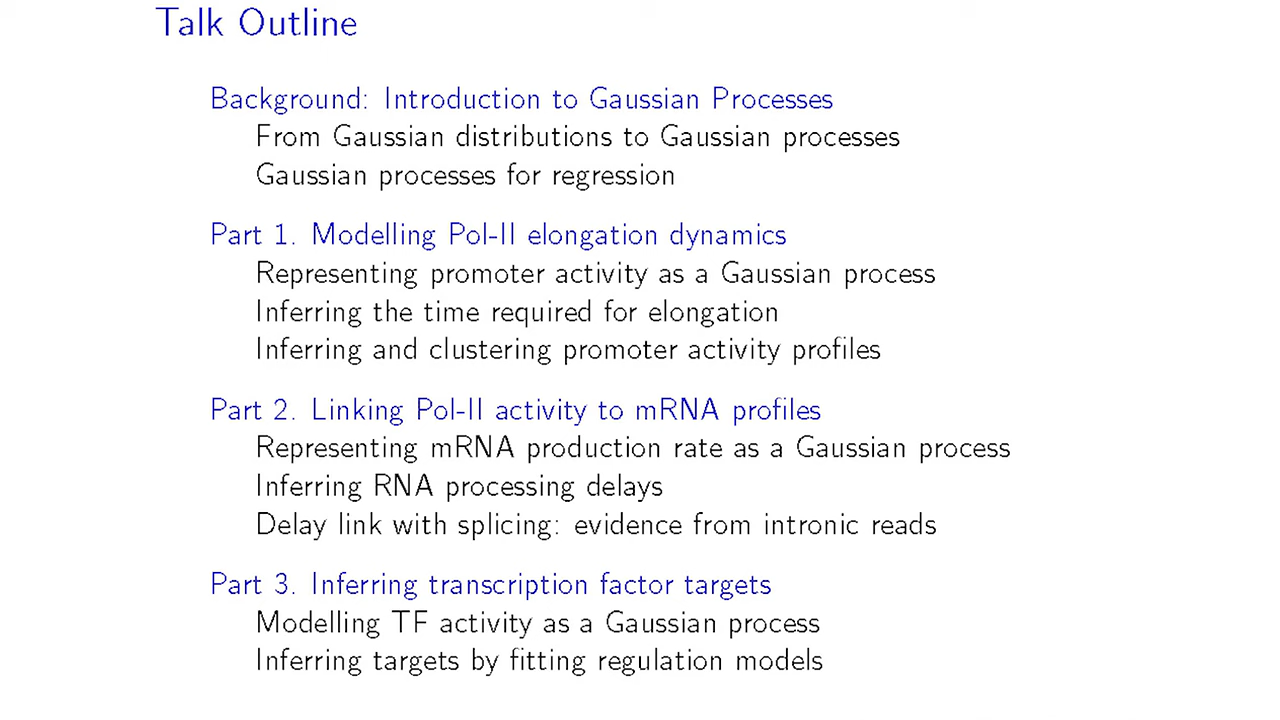 Talk Outline
Background: Introduction to Gaussian Processes
From Gaussian distributions to Gaussian processes
Gaussian processes for regression
Part 1. Modelling Pol-II elongation dynamics
Representing promoter activity as a Gaussian process
Inferring the time required for elongation
Inferring and clustering promoter activity profiles
Part 2. Linking Pol-II activity to mRNA profiles
Representing mRNA production rate as a Gaussian process
Inferring RNA processing delays
Delay link with splicing: evidence from intronic reads
Part 3. Inferring transcription factor targets
Modelling TF activity as a Gaussian process
Inferring targets by fitting regulation models